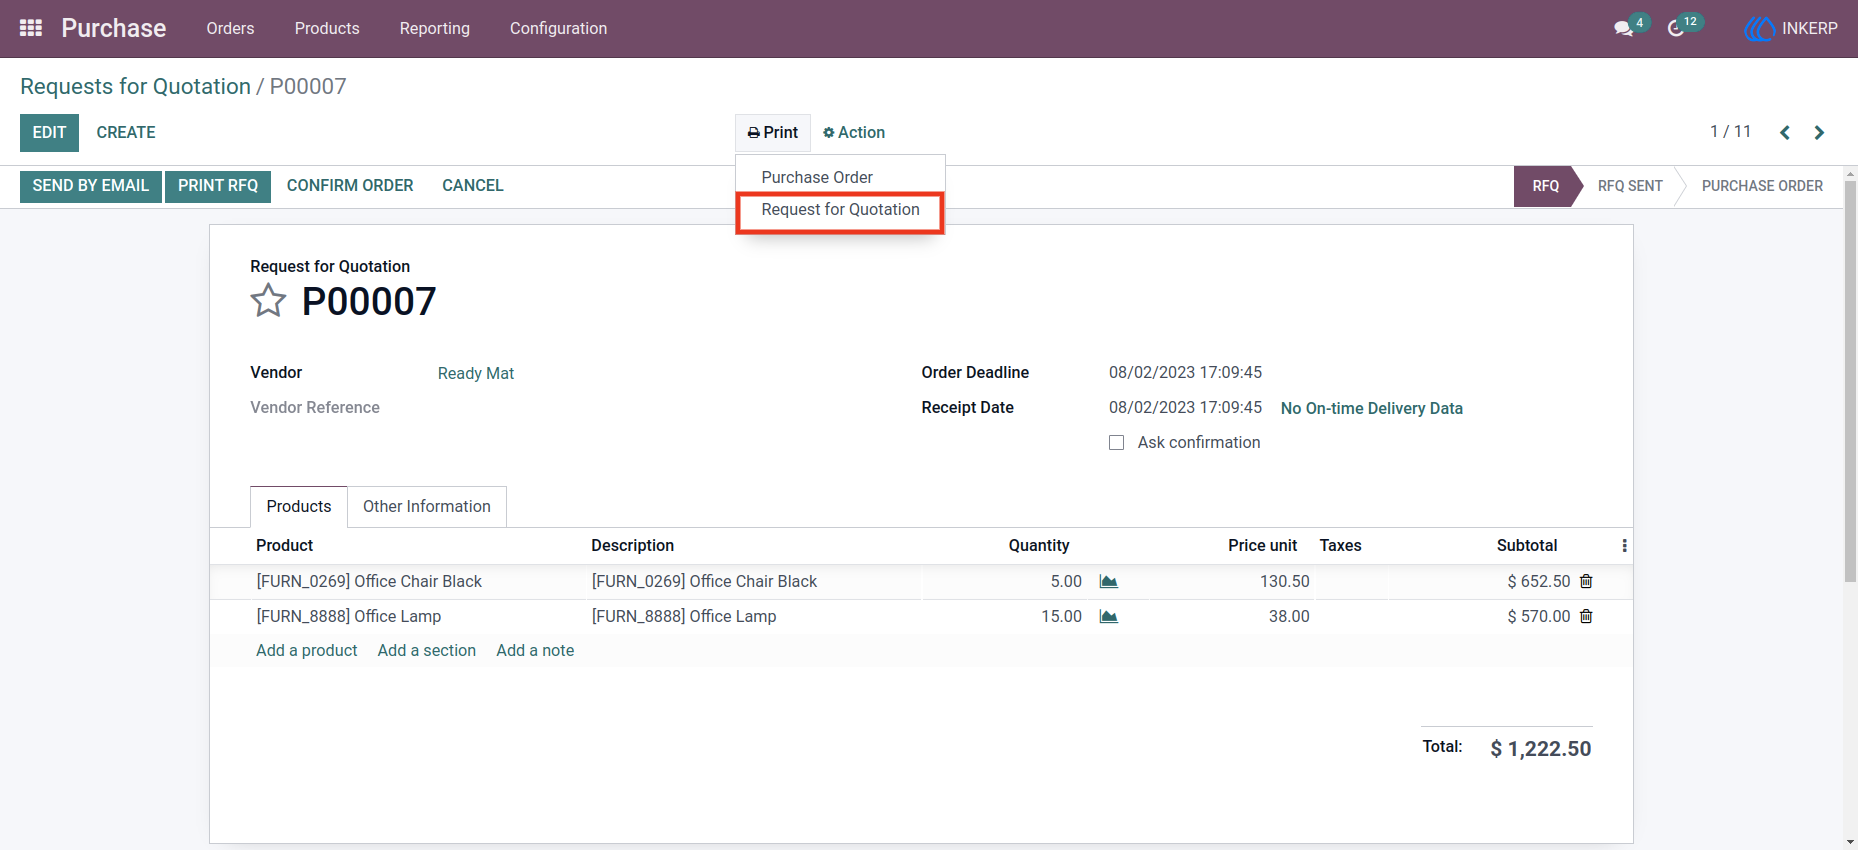 Purchase Orders Products Reporting Configuration 4 12 INKERP
Requests for Quotation / P00007
EDIT CREATE Print Action 1 / 11
Purchase Order
Request for Quotation
SEND BY EMAIL PRINT RFQ CONFIRM ORDER CANCEL RFQ RFQ SENT PURCHASE ORDER
Request for Quotation
P00007
Vendor Ready Mat Order Deadline 08/02/2023 17:09:45
Vendor Reference Receipt Date 08/02/2023 17:09:45 No On-time Delivery Data
Ask confirmation
Products Other Information
Product Description Quantity Price unit Taxes Subtotal
[FURN_0269] Office Chair Black [FURN_0269] Office Chair Black 5.00 130.50 $ 652.50
[FURN_8888] Office Lamp [FURN_8888] Office Lamp 15.00 38.00 $ 570.00
Add a product Add a section Add a note
Total: $ 1,222.50